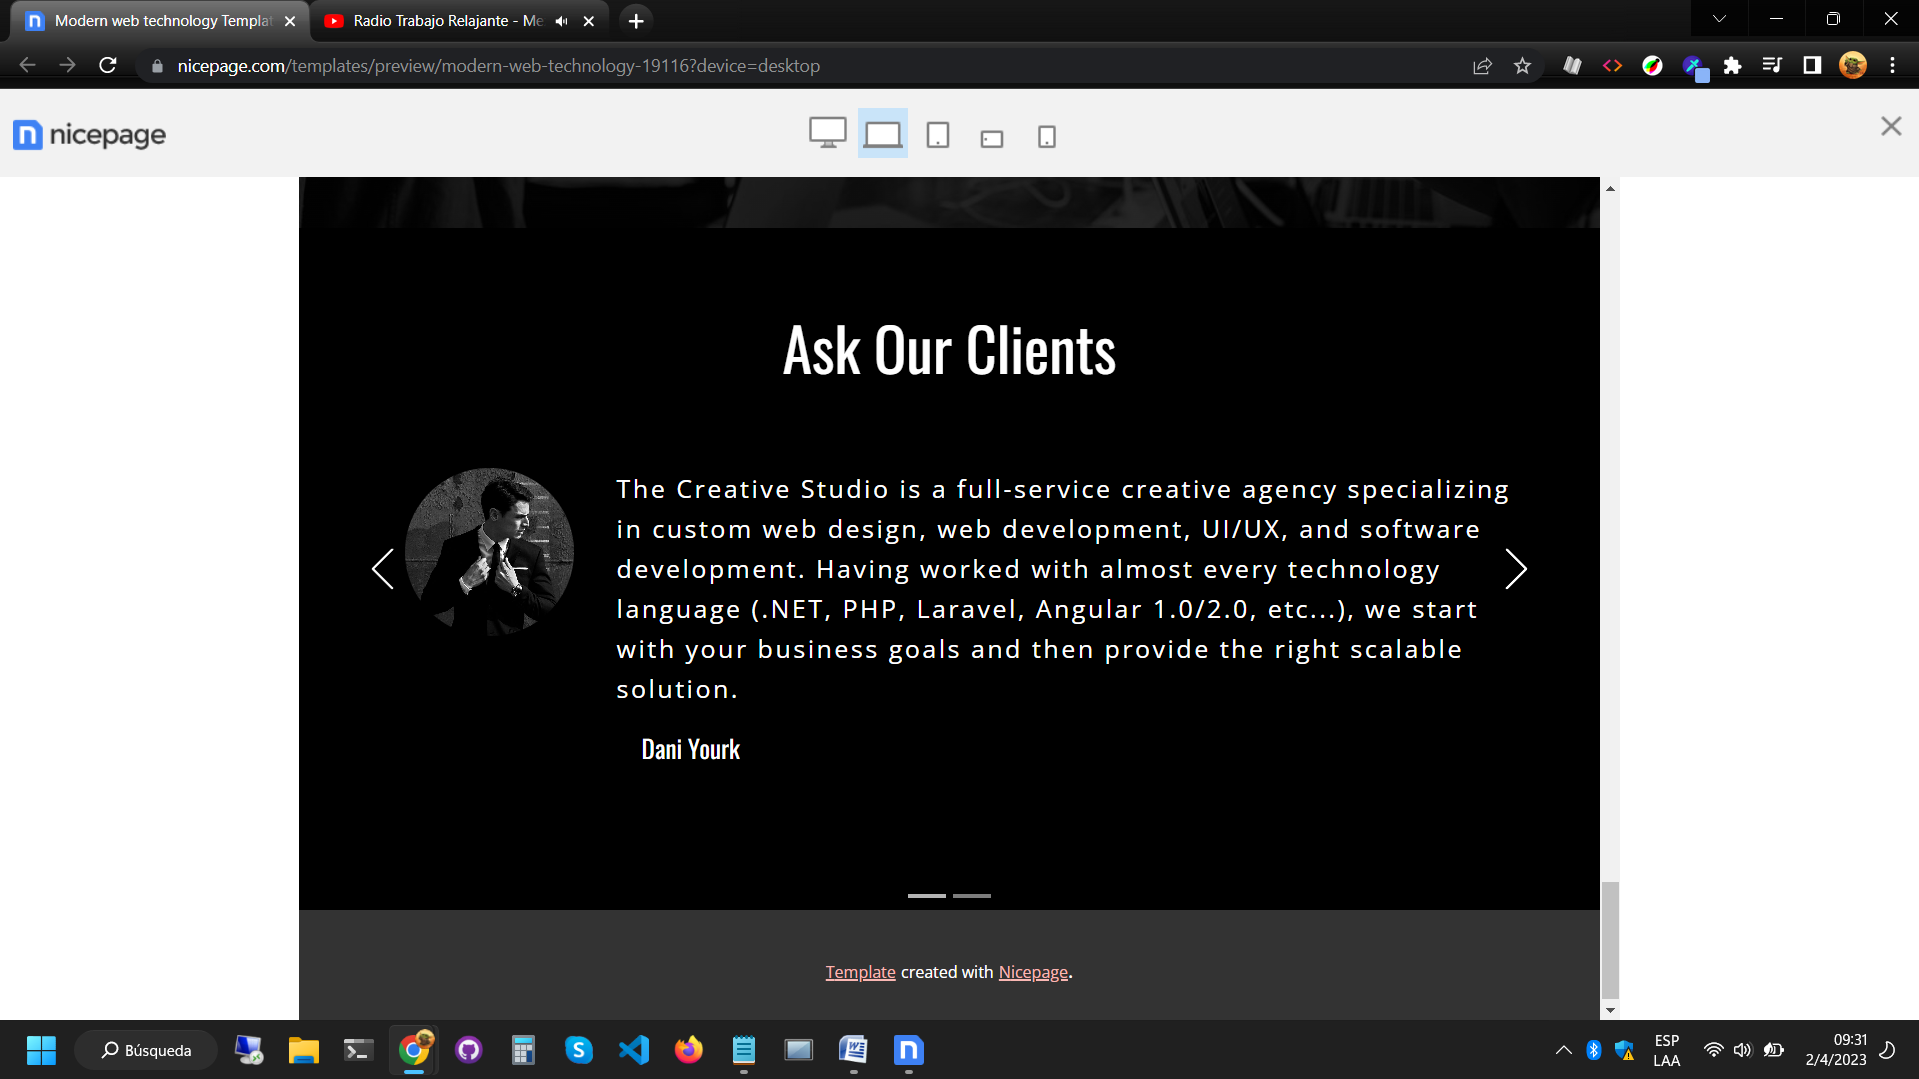 Modern web technology Templat
Radio Trabajo Relajante - Me
nicepage.com/templates/preview/modern-web-technology-19116?device=desktop
nicepage
Ask Our Clients
The Creative Studio is a full-service creative agency specializing
in custom web design, web development, UI/UX, and software
development. Having worked with almost every technology
language (.NET, PHP, Laravel, Angular 1.0/2.0, etc...), we start
with your business goals and then provide the right scalable
solution.
Dani Yourk
Template created with Nicepage.
Búsqueda
ESP
LAA
09:31
2/4/2023